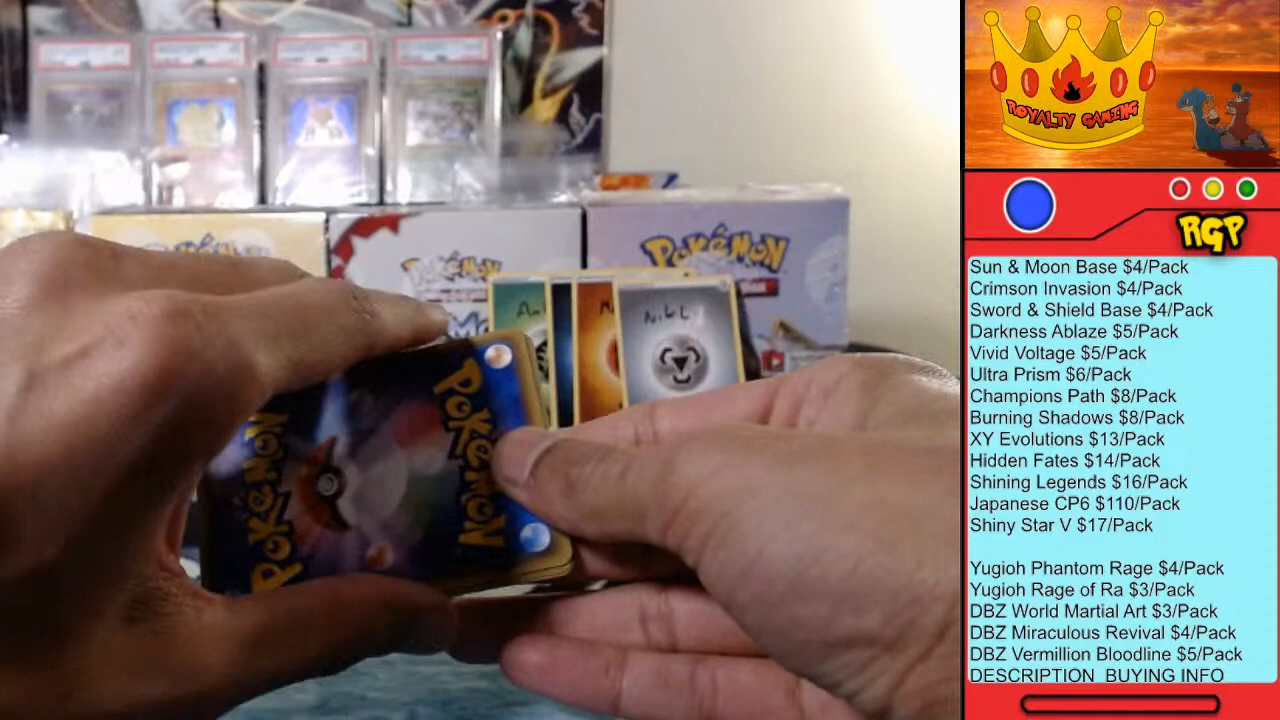 ROYALTY GAMING
RGP
Sun & Moon Base $4/Pack
Crimson Invasion $4/Pack
Sword & Shield Base $4/Pack
Darkness Ablaze $5/Pack
Vivid Voltage $5/Pack
Ultra Prism $6/Pack
Champions Path $8/Pack
Burning Shadows $8/Pack
XY Evolutions $13/Pack
Hidden Fates $14/Pack
Shining Legends $16/Pack
Japanese CP6 $110/Pack
Shiny Star V $17/Pack
Yugioh Phantom Rage $4/Pack
Yugioh Rage of Ra $3/Pack
DBZ World Martial Art $3/Pack
DBZ Miraculous Revival $4/Pack
DBZ Vermillion Bloodline $5/Pack
DESCRIPTION BUYING INFO
POKéMON
POKéMON
POKéMON
POKéMON
POKéMON